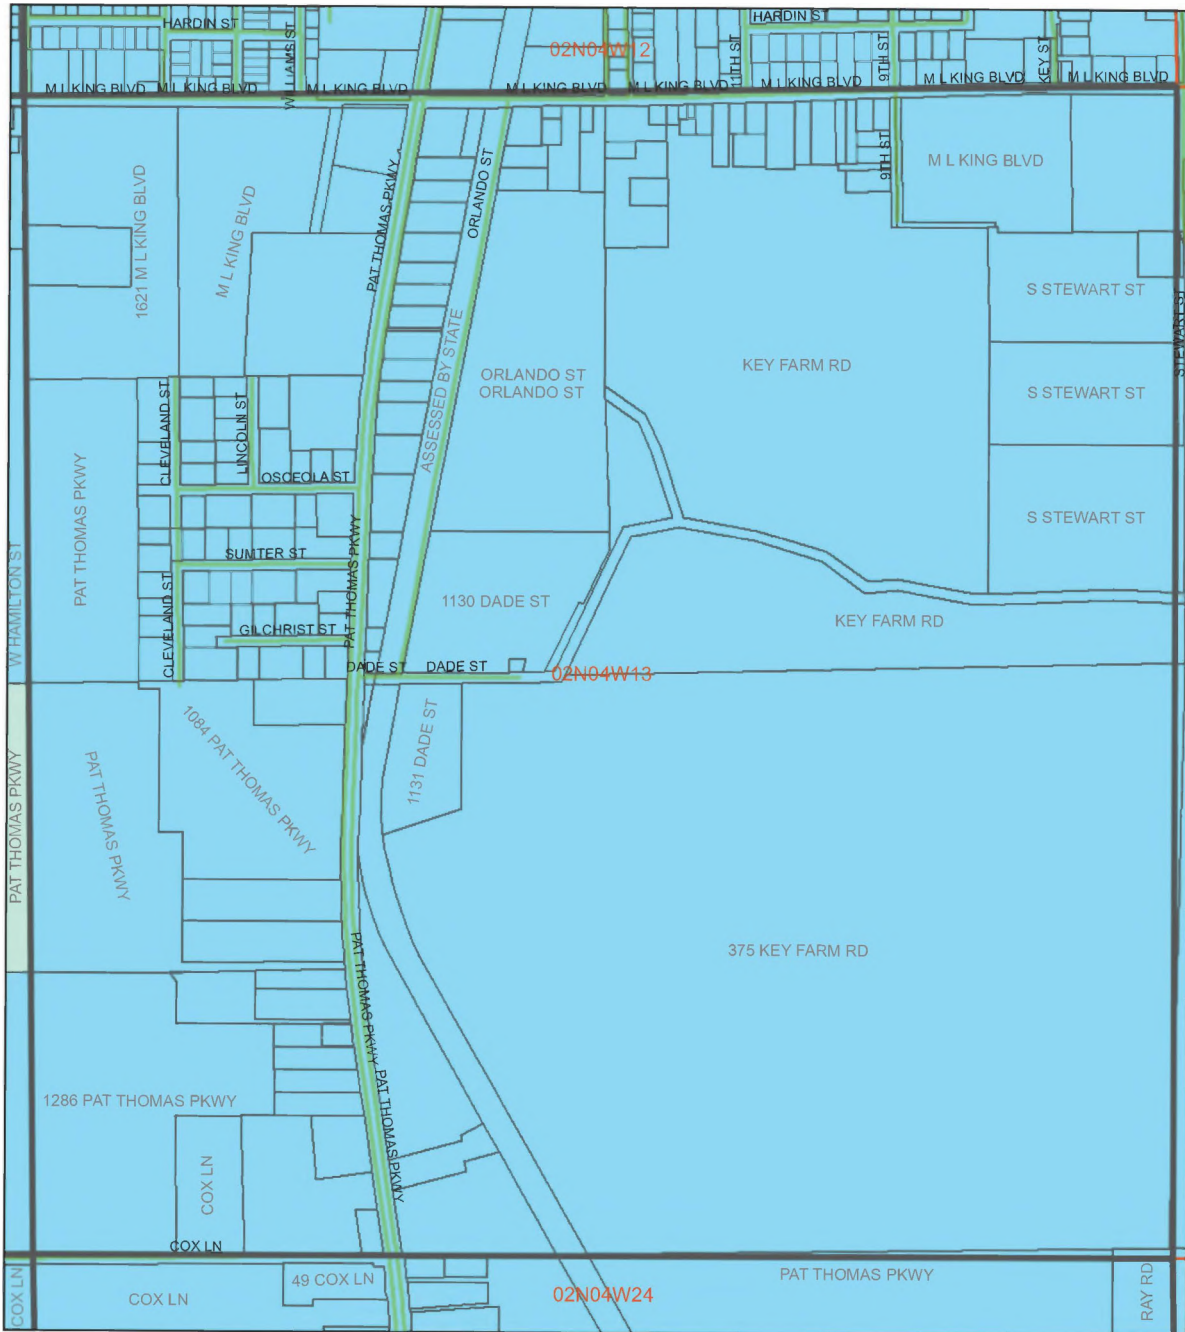 HARDIN ST
HARDIN ST
WILLIAMS ST
02N04W12
11TH ST
9TH ST
KEY ST
M L KING BLVD
M L KING BLVD
M L KING BLVD
M L KING BLVD
M L KING BLVD
M L KING BLVD
M L KING BLVD
M L KING BLVD
1621 M L KING BLVD
M L KING BLVD
PAT THOMAS PKWY
ORLANDO ST
9TH ST
M L KING BLVD
S STEWART ST
STEWART ST
ASSESSED BY STATE
ORLANDO ST
ORLANDO ST
KEY FARM RD
S STEWART ST
CLEVELAND ST
LINCOLN ST
OSCEOLA ST
PAT THOMAS PKWY
S STEWART ST
W HAMILTON ST
SUMTER ST
PAT THOMAS PKWY
CLEVELAND ST
GILCHRIST ST
1130 DADE ST
KEY FARM RD
DADE ST
DADE ST
02N04W13
1084 PAT THOMAS PKWY
1131 DADE ST
PAT THOMAS PKWY
PAT THOMAS PKWY
375 KEY FARM RD
PAT THOMAS PKWY
1286 PAT THOMAS PKWY
PAT THOMAS PKWY
COX LN
COX LN
COX LN
COX LN
49 COX LN
02N04W24
PAT THOMAS PKWY
RAY RD